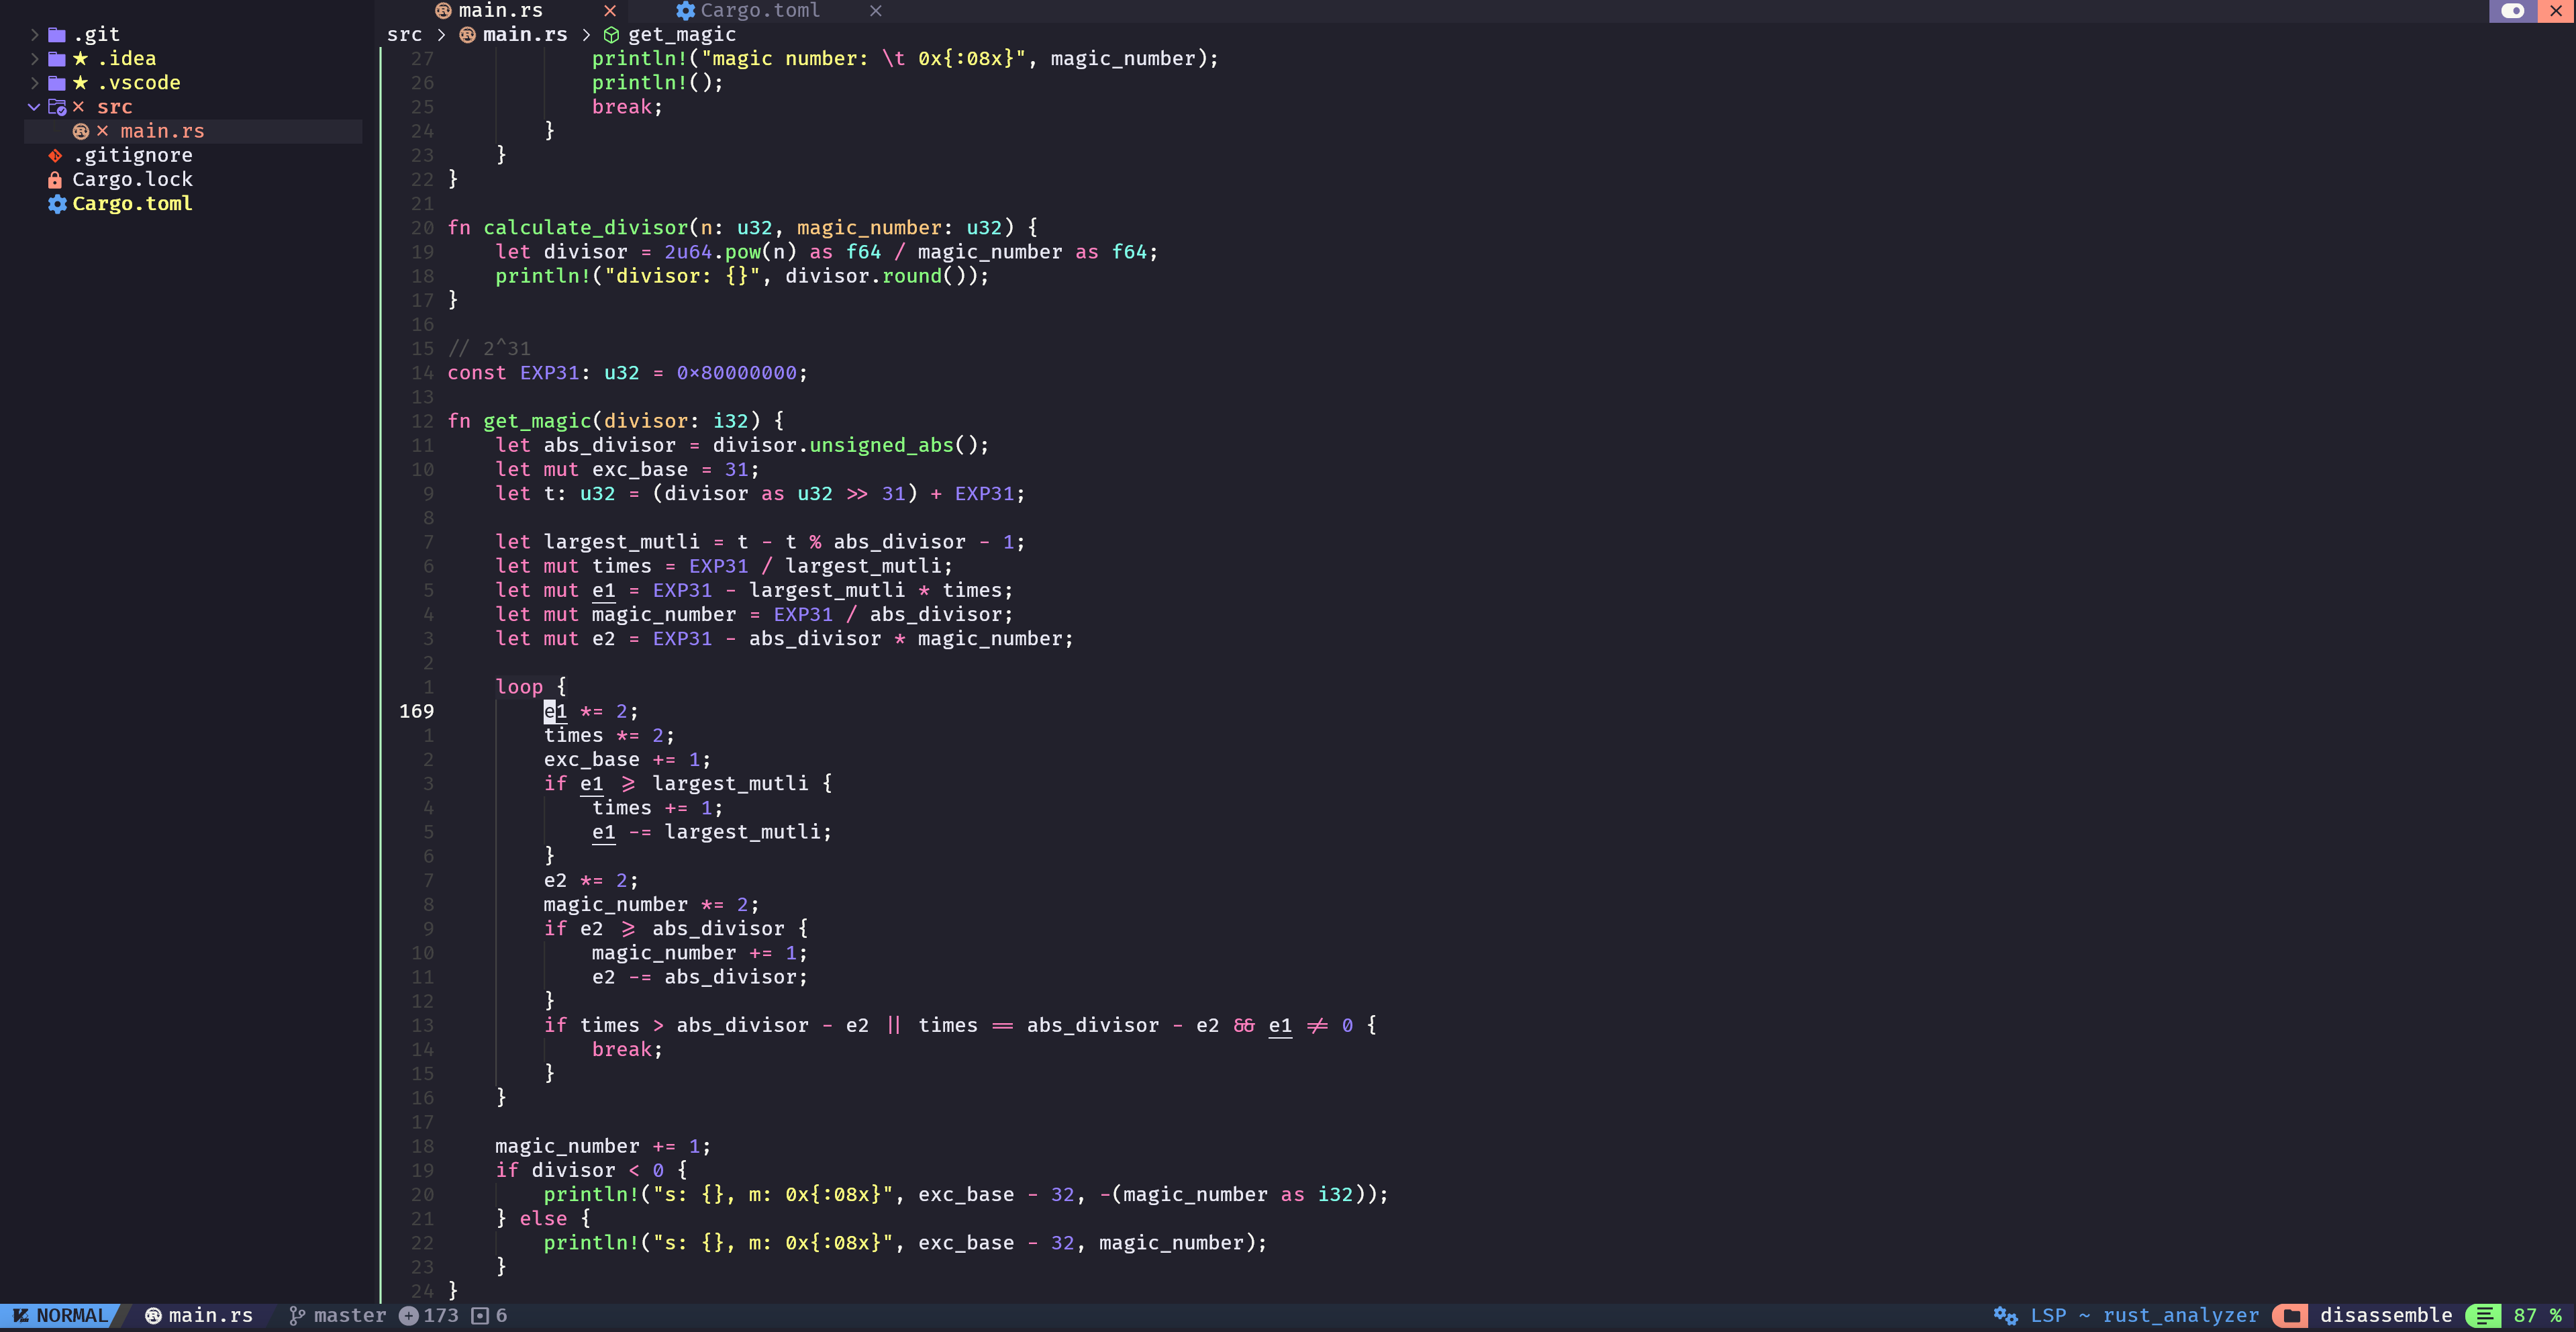 main.rs Cargo.toml
.git
.idea
.vscode
src
main.rs
.gitignore
Cargo.lock
Cargo.toml
src > main.rs > get_magic
27 println!("magic number: \t 0x{:08x}", magic_number);
26 println!();
25 break;
24 }
23 }
22 }
21
20 fn calculate_divisor(n: u32, magic_number: u32) {
19 let divisor = 2u64.pow(n) as f64 / magic_number as f64;
18 println!("divisor: {}", divisor.round());
17 }
16
15 // 2^31
14 const EXP31: u32 = 0x80000000;
13
12 fn get_magic(divisor: i32) {
11 let abs_divisor = divisor.unsigned_abs();
10 let mut exc_base = 31;
9 let t: u32 = (divisor as u32 >> 31) + EXP31;
8
7 let largest_mutli = t - t % abs_divisor - 1;
6 let mut times = EXP31 / largest_mutli;
5 let mut e1 = EXP31 - largest_mutli * times;
4 let mut magic_number = EXP31 / abs_divisor;
3 let mut e2 = EXP31 - abs_divisor * magic_number;
2
1 loop {
169 e1 *= 2;
1 times *= 2;
2 exc_base += 1;
3 if e1 >= largest_mutli {
4 times += 1;
5 e1 -= largest_mutli;
6 }
7 e2 *= 2;
8 magic_number *= 2;
9 if e2 >= abs_divisor {
10 magic_number += 1;
11 e2 -= abs_divisor;
12 }
13 if times > abs_divisor - e2 || times == abs_divisor - e2 && e1 != 0 {
14 break;
15 }
16 }
17
18 magic_number += 1;
19 if divisor < 0 {
20 println!("s: {}, m: 0x{:08x}", exc_base - 32, -(magic_number as i32));
21 } else {
22 println!("s: {}, m: 0x{:08x}", exc_base - 32, magic_number);
23 }
24 }
NORMAL main.rs master 173 6 LSP ~ rust_analyzer disassemble 87 %